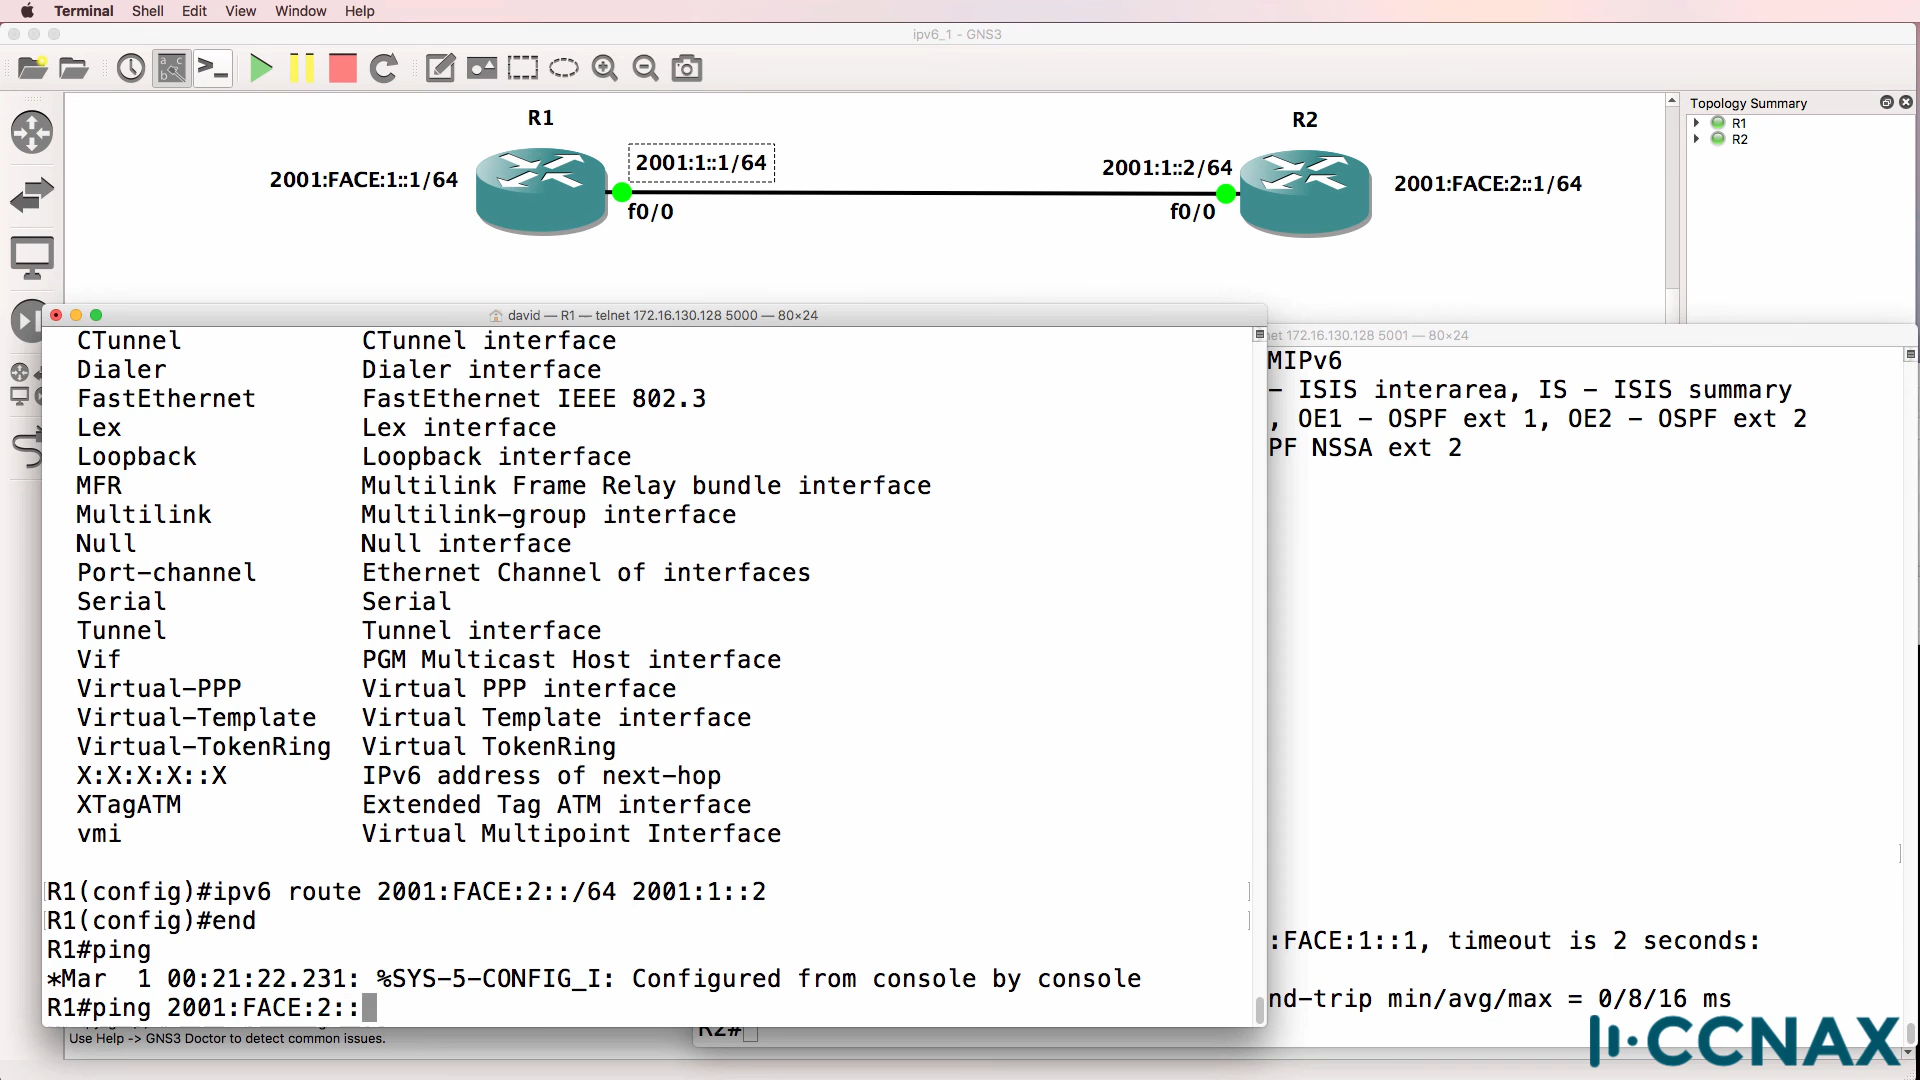 Terminal Shell Edit View Window Help
ipv6_1 - GNS3
Topology Summary
R1
R2
R1
R2
2001:FACE:1::1/64
2001:1::1/64
f0/0
2001:1::2/64
f0/0
2001:FACE:2::1/64
david — R1 — telnet 172.16.130.128 5000 — 80×24
CTunnel CTunnel interface
Dialer Dialer interface
FastEthernet FastEthernet IEEE 802.3
Lex Lex interface
Loopback Loopback interface
MFR Multilink Frame Relay bundle interface
Multilink Multilink-group interface
Null Null interface
Port-channel Ethernet Channel of interfaces
Serial Serial
Tunnel Tunnel interface
Vif PGM Multicast Host interface
Virtual-PPP Virtual PPP interface
Virtual-Template Virtual Template interface
Virtual-TokenRing Virtual TokenRing
X:X:X:X::X IPv6 address of next-hop
XTagATM Extended Tag ATM interface
vmi Virtual Multipoint Interface
R1(config)#ipv6 route 2001:FACE:2::/64 2001:1::2
R1(config)#end
R1#ping
*Mar  1 00:21:22.231: %SYS-5-CONFIG_I: Configured from console by console
R1#ping 2001:FACE:2::
172.16.130.128 5001 — 80×24
MIPv6
- ISIS interarea, IS - ISIS summary
, OE1 - OSPF ext 1, OE2 - OSPF ext 2
PF NSSA ext 2
:FACE:1::1, timeout is 2 seconds:
nd-trip min/avg/max = 0/8/16 ms
R2#
Use Help -> GNS3 Doctor to detect common issues.
CCNAX